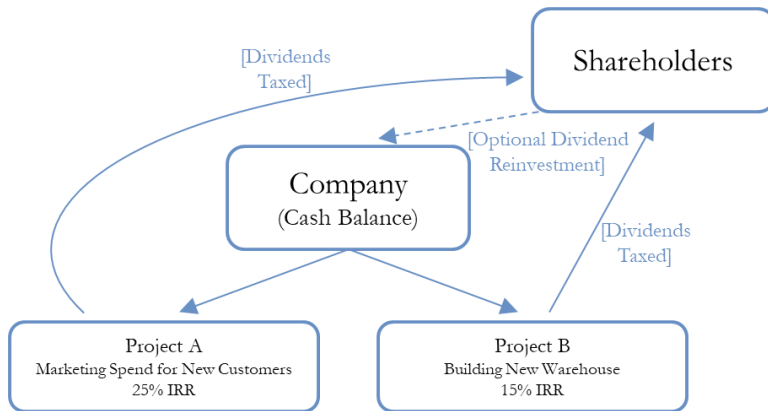 [Dividends
Taxed]
Shareholders
[Optional Dividend
Reinvestment]
Company
(Cash Balance)
[Dividends
Taxed]
Project A
Marketing Spend for New Customers
25% IRR
Project B
Building New Warehouse
15% IRR